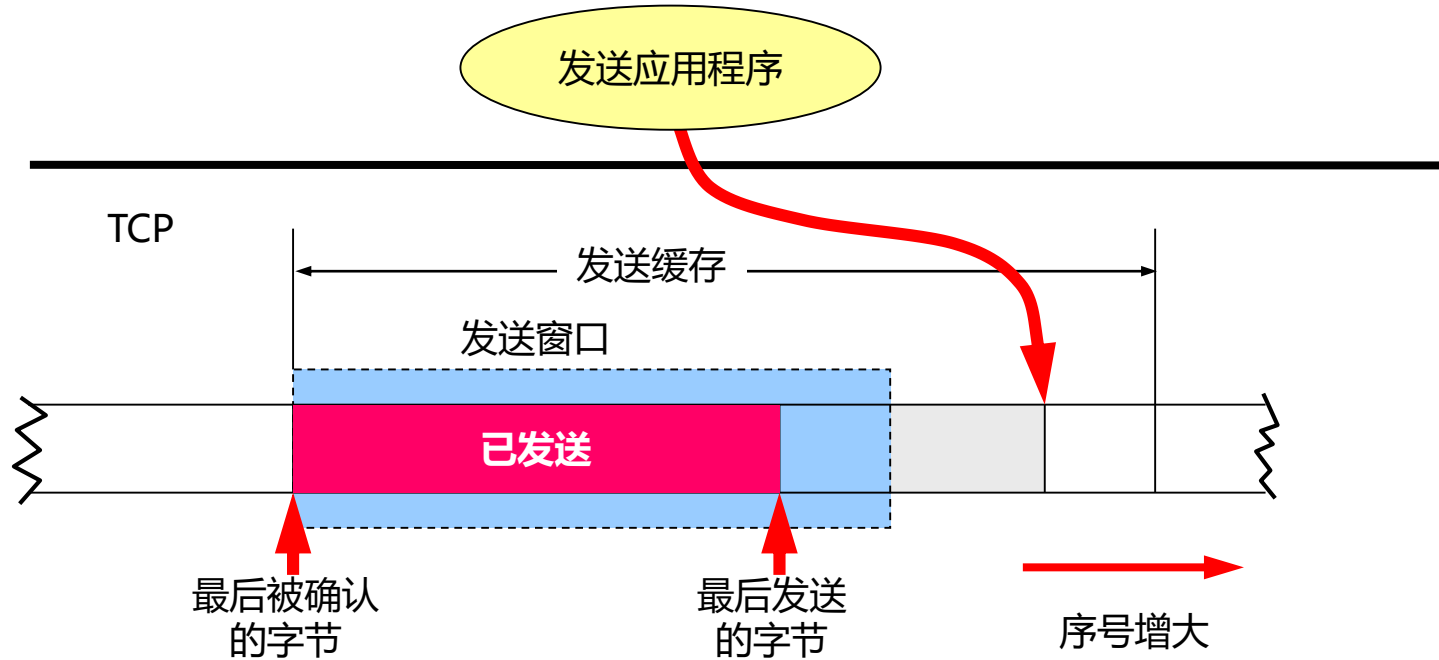 发送应用程序
TCP
发送缓存
发送窗口
已发送
最后被确认
的字节
最后发送
的字节
序号增大